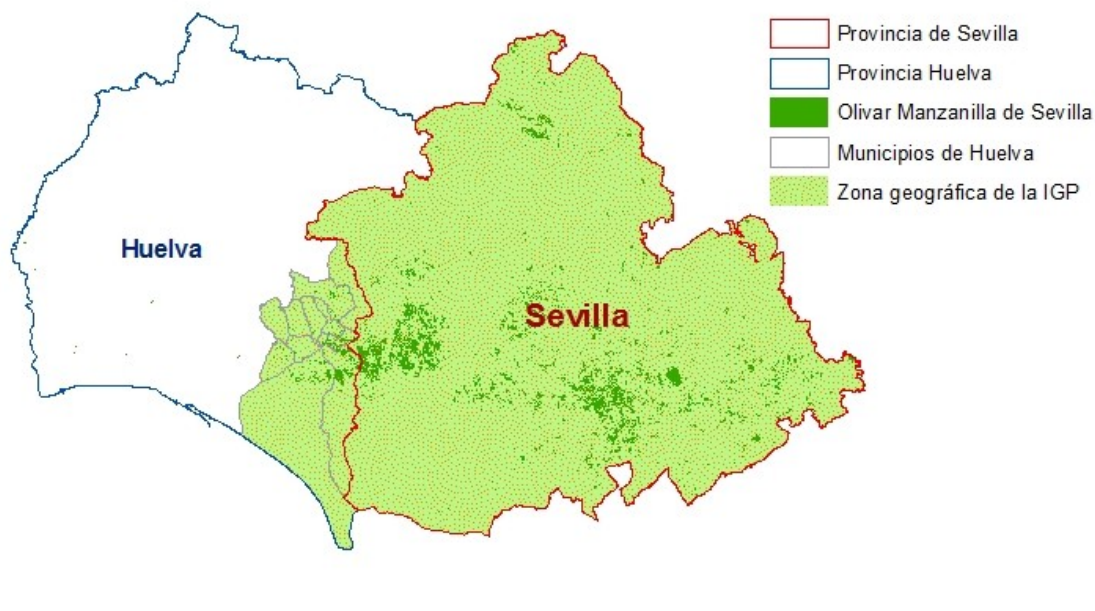 Provincia de Sevilla
Provincia Huelva
Olivar Manzanilla de Sevilla
Municipios de Huelva
Zona geográfica de la IGP
Huelva
Sevilla